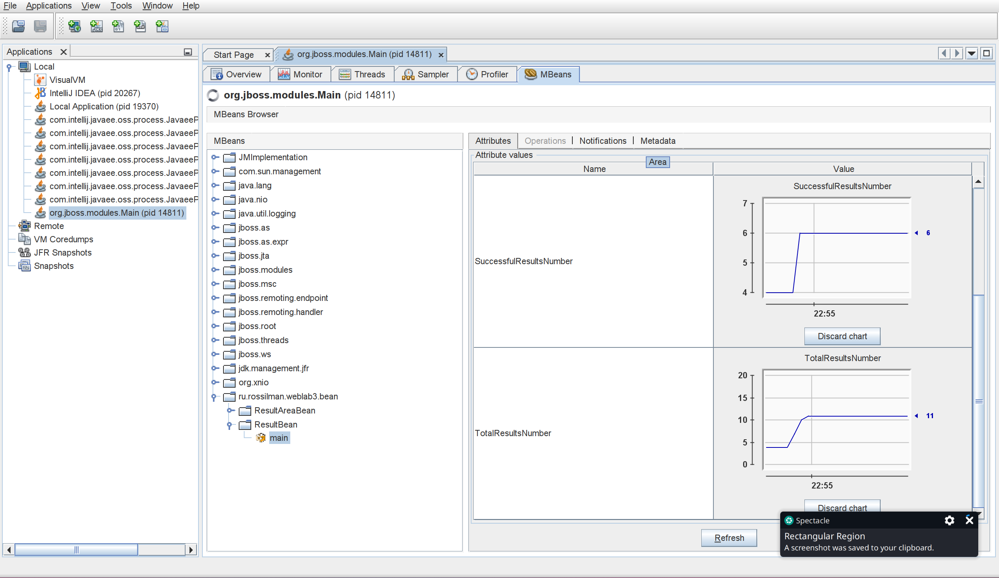 File Applications View Tools Window Help
Applications
Local
VisualVM
IntelliJ IDEA (pid 20267)
Local Application (pid 19370)
com.intellij.javaee.oss.process.JavaeeP
com.intellij.javaee.oss.process.JavaeeP
com.intellij.javaee.oss.process.JavaeeP
com.intellij.javaee.oss.process.JavaeeP
com.intellij.javaee.oss.process.JavaeeP
com.intellij.javaee.oss.process.JavaeeP
com.intellij.javaee.oss.process.JavaeeP
org.jboss.modules.Main (pid 14811)
Remote
VM Coredumps
JFR Snapshots
Snapshots
Start Page org.jboss.modules.Main (pid 14811)
Overview Monitor Threads Sampler Profiler MBeans
org.jboss.modules.Main (pid 14811)
MBeans Browser
MBeans
JMImplementation
com.sun.management
java.lang
java.nio
java.util.logging
jboss.as
jboss.as.expr
jboss.jta
jboss.modules
jboss.msc
jboss.remoting.endpoint
jboss.remoting.handler
jboss.root
jboss.threads
jboss.ws
jdk.management.jfr
org.xnio
ru.rossilman.weblab3.bean
ResultAreaBean
ResultBean
main
Attributes Operations Notifications Metadata
Attribute values
Area
Name Value
SuccessfulResultsNumber
SuccessfulResultsNumber
7
6
5
4
6
22:55
Discard chart
TotalResultsNumber
TotalResultsNumber
20
15
10
5
0
11
22:55
Discard chart
Refresh
Spectacle
Rectangular Region
A screenshot was saved to your clipboard.